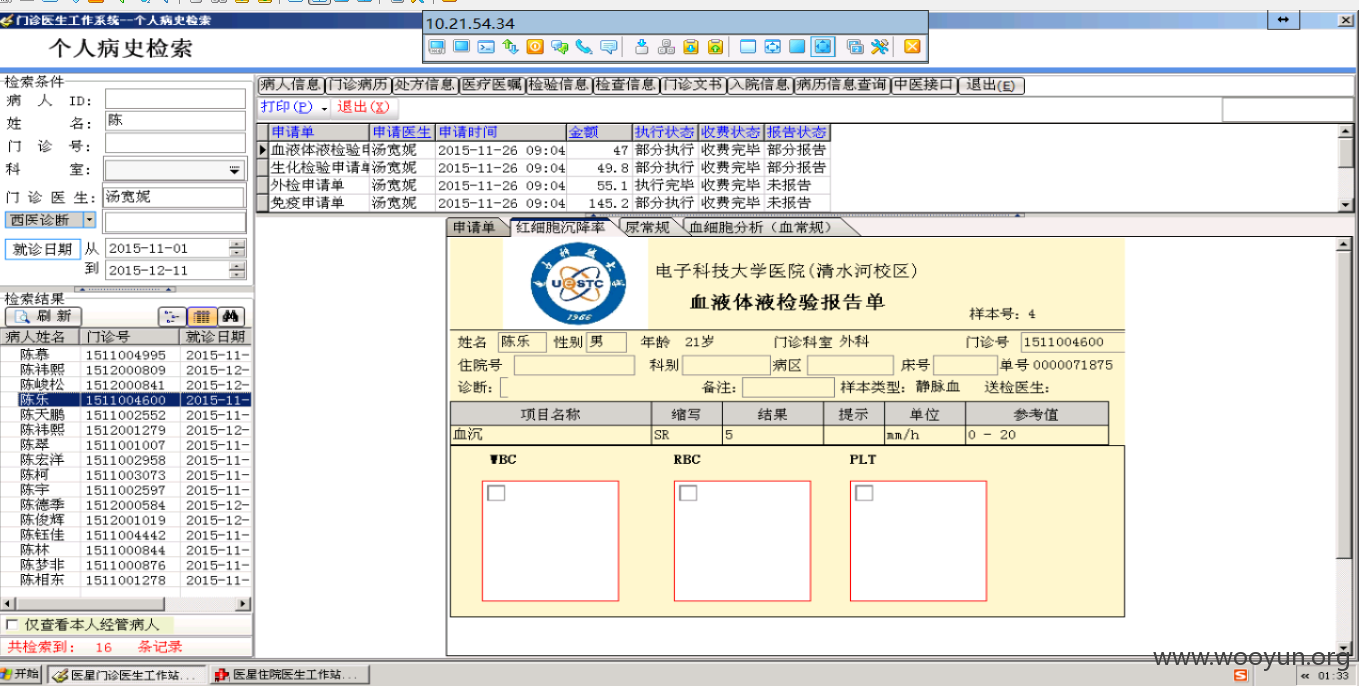 门诊医生工作系统--个人病史检索
10.21.54.34
个人病史检索
检索条件
病 人 ID:
姓 名: 陈
门 诊 号:
科 室:
门 诊 医 生: 汤宽妮
西医诊断
就诊日期 从 2015-11-01
到 2015-12-11
检索结果
刷 新
病人姓名 门诊号 就诊日期
陈慕 1511004995 2015-11-
陈祎熙 1512000809 2015-12-
陈峻松 1512000841 2015-12-
陈乐 1511004600 2015-11-
陈天鹏 1511002552 2015-11-
陈祎熙 1512001279 2015-12-
陈翠 1511001007 2015-11-
陈宏洋 1511002958 2015-11-
陈柯 1511003073 2015-11-
陈宇 1511002597 2015-11-
陈德季 1512000584 2015-12-
陈俊辉 1512001019 2015-12-
陈钰佳 1511004442 2015-11-
陈林 1511000844 2015-11-
陈梦非 1511000876 2015-11-
陈相东 1511001278 2015-11-
仅查看本人经管病人
共检索到: 16 条记录
病人信息 门诊病历 处方信息 医疗医嘱 检验信息 检查信息 门诊文书 入院信息 病历信息查询 中医接口 退出(E)
打印(P) 退出(X)
申请单 申请医生 申请时间 金额 执行状态 收费状态 报告状态
血液体液检验申 汤宽妮 2015-11-26 09:04 47 部分执行 收费完毕 部分报告
生化检验申请单 汤宽妮 2015-11-26 09:04 49.8 部分执行 收费完毕 部分报告
外检申请单 汤宽妮 2015-11-26 09:04 55.1 执行完毕 收费完毕 未报告
免疫申请单 汤宽妮 2015-11-26 09:04 145.2 部分执行 收费完毕 未报告
申请单 红细胞沉降率 尿常规 血细胞分析(血常规)
UESTC
1956
电子科技大学医院(清水河校区)
血液体液检验报告单
样本号: 4
姓名 陈乐 性别 男 年龄 21岁 门诊科室 外科 门诊号 1511004600
住院号 科别 病区 床号 单号 0000071875
诊断: 备注: 样本类型: 静脉血 送检医生:
项目名称 缩写 结果 提示 单位 参考值
血沉 SR 5 mm/h 0 - 20
WBC RBC PLT
www.wooyun.org
开始 医星门诊医生工作站... 医星住院医生工作站... 01:33